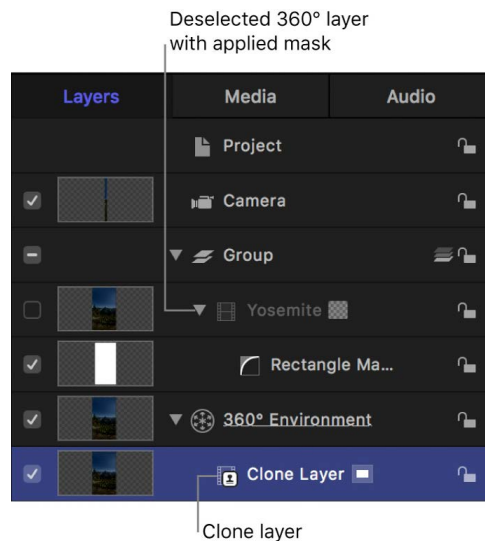 Deselected 360° layer
with applied mask
Layers Media Audio
Project
Camera
Group
Yosemite
Rectangle Ma...
360° Environment
Clone Layer
Clone layer